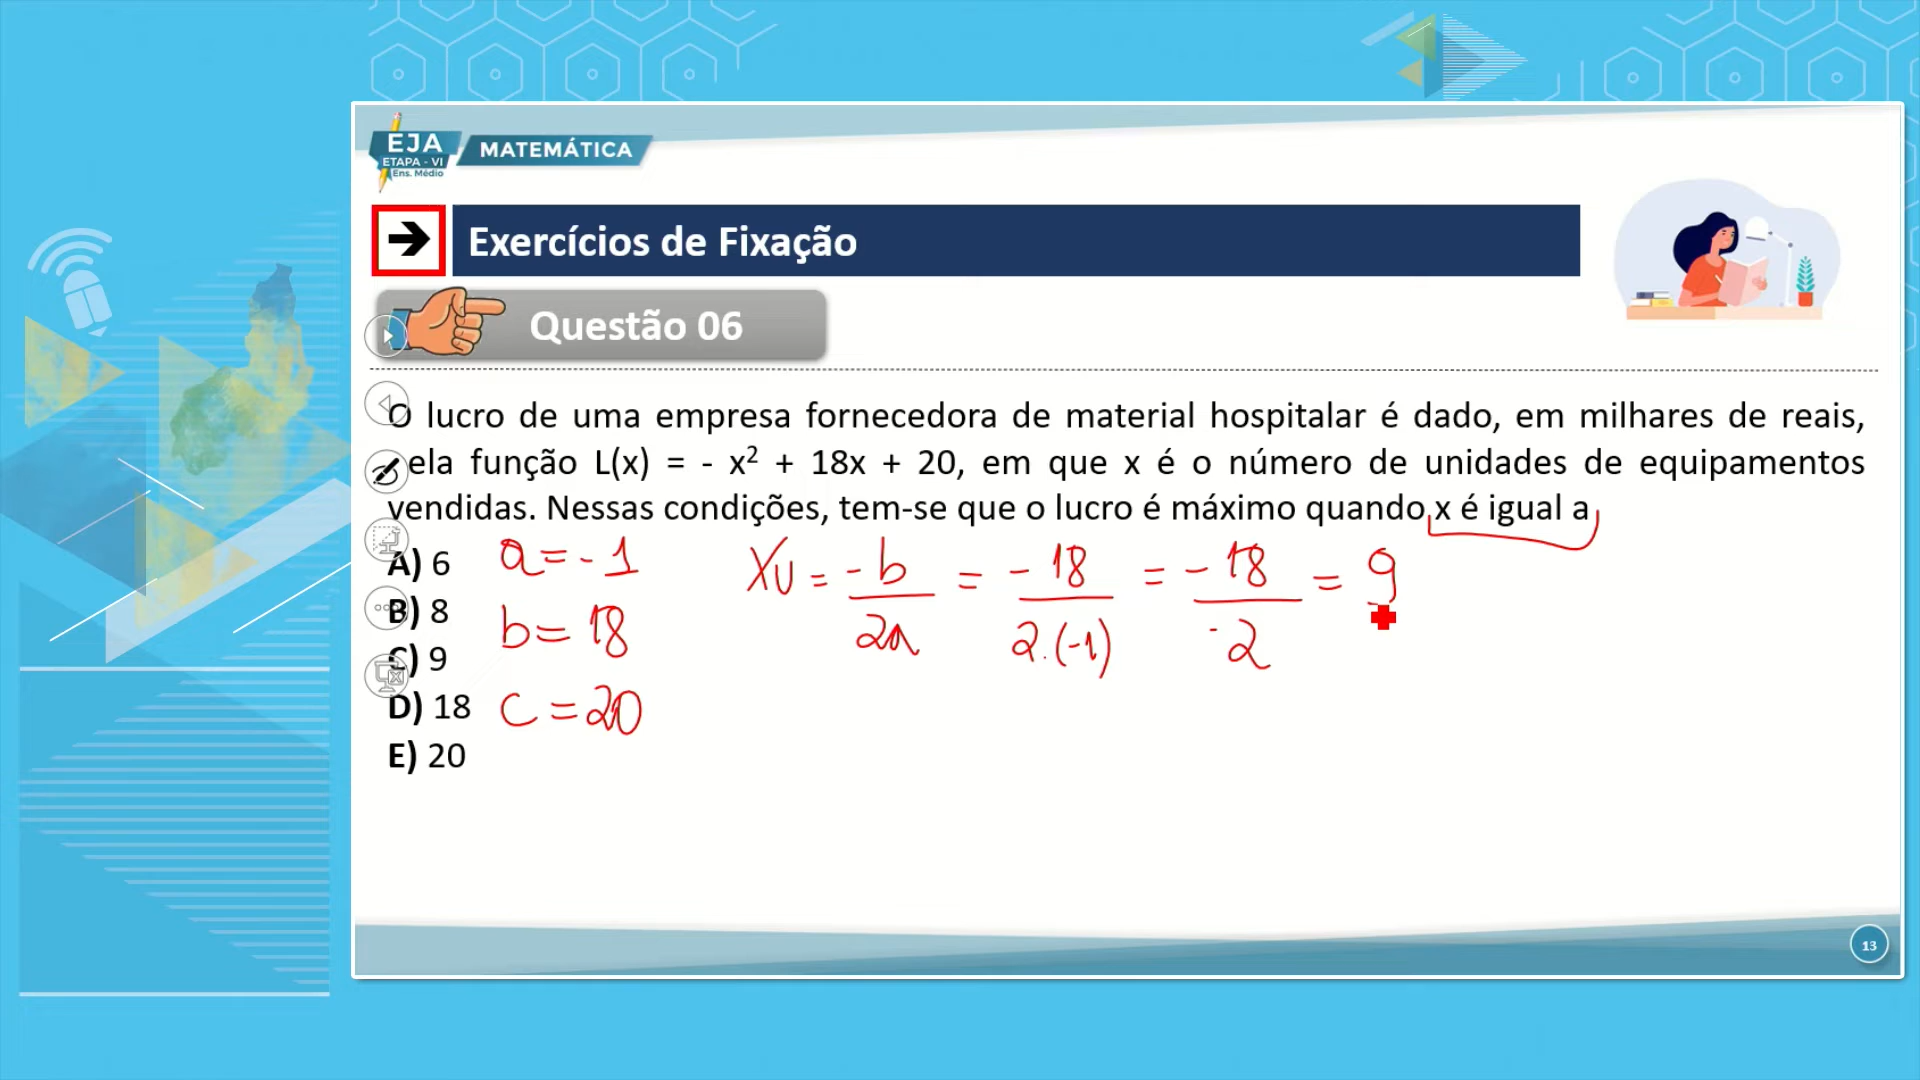 EJA
ETAPA - VI
Ens. Médio
MATEMÁTICA
Exercícios de Fixação
Questão 06
O lucro de uma empresa fornecedora de material hospitalar é dado, em milhares de reais,
ela função L(x) = - x² + 18x + 20, em que x é o número de unidades de equipamentos
vendidas. Nessas condições, tem-se que o lucro é máximo quando x é igual a
A) 6
B) 8
C) 9
D) 18
E) 20
a = - 1
b = 18
c = 20
Xv = -b/2a = -18/2.(-1) = -18/-2 = 9
13